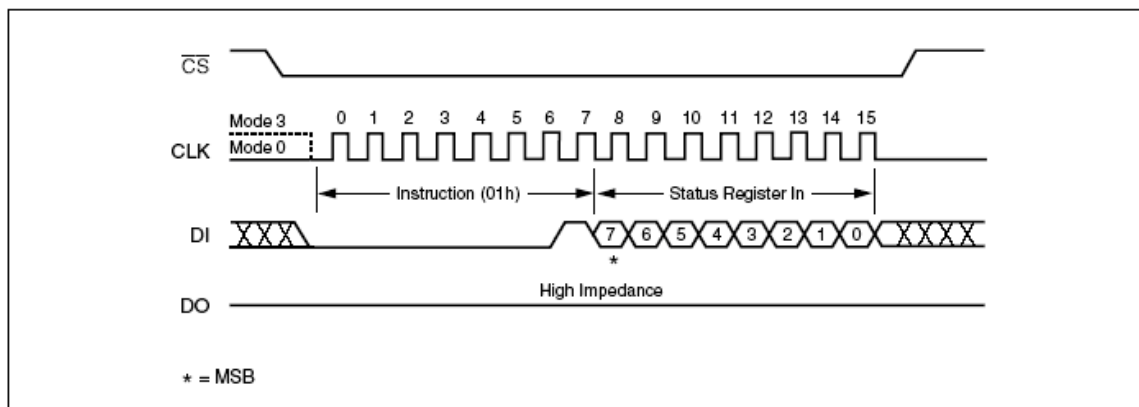 CS
Mode 3
0 1 2 3 4 5 6 7 8 9 10 11 12 13 14 15
CLK
Mode 0
Instruction (01h)
Status Register In
DI
7 6 5 4 3 2 1 0
*
High Impedance
DO
* = MSB